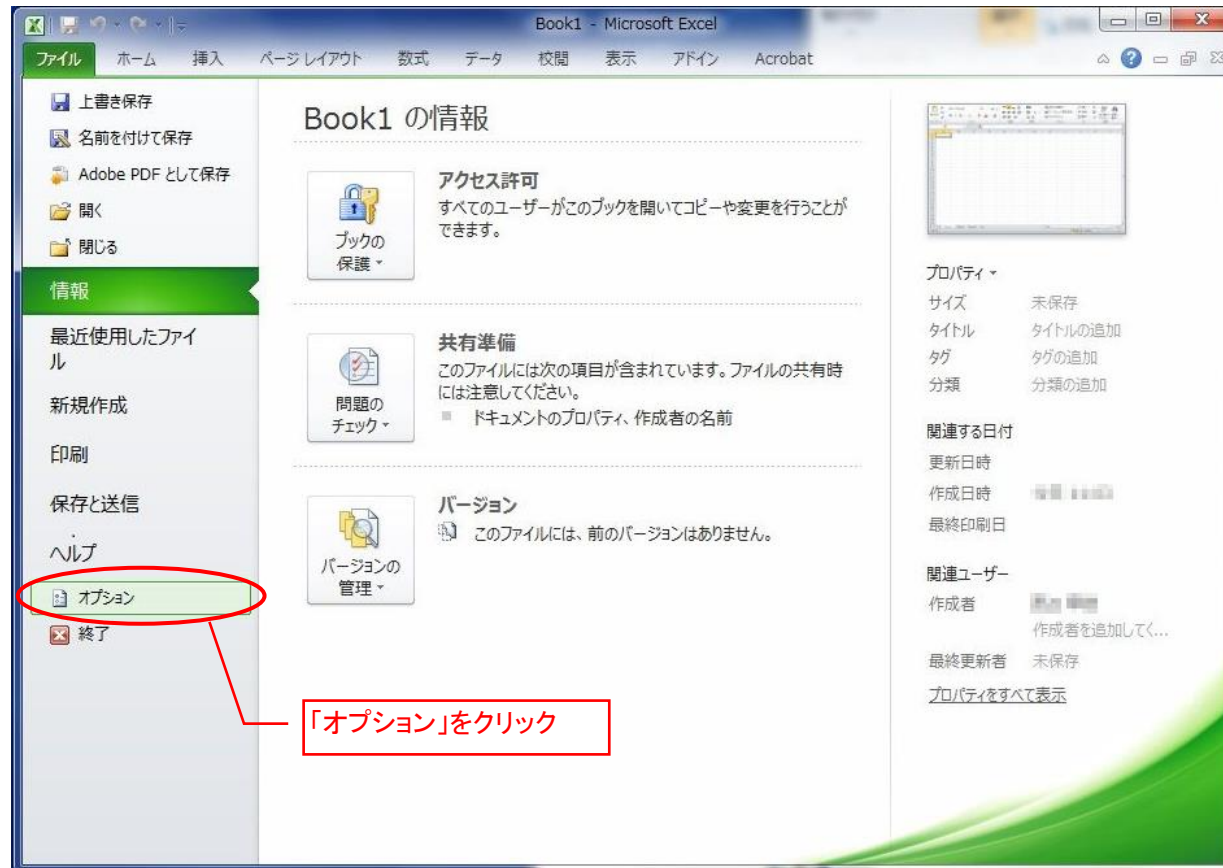 Book1 - Microsoft Excel
ファイル ホーム 挿入 ページ レイアウト 数式 データ 校閲 表示 アドイン Acrobat
上書き保存
名前を付けて保存
Adobe PDF として保存
開く
閉じる
情報
最近使用したファイ
ル
新規作成
印刷
保存と送信
ヘルプ
オプション
終了
Book1 の情報
ブックの
保護
アクセス許可
すべてのユーザーがこのブックを開いてコピーや変更を行うことが
できます。
問題の
チェック
共有準備
このファイルには次の項目が含まれています。ファイルの共有時
には注意してください。
ドキュメントのプロパティ、作成者の名前
バージョンの
管理
バージョン
このファイルには、前のバージョンはありません。
「オプション」をクリック
プロパティ
サイズ 未保存
タイトル タイトルの追加
タグ タグの追加
分類 分類の追加
関連する日付
更新日時
作成日時
最終印刷日
関連ユーザー
作成者
作成者を追加してく...
最終更新者 未保存
プロパティをすべて表示